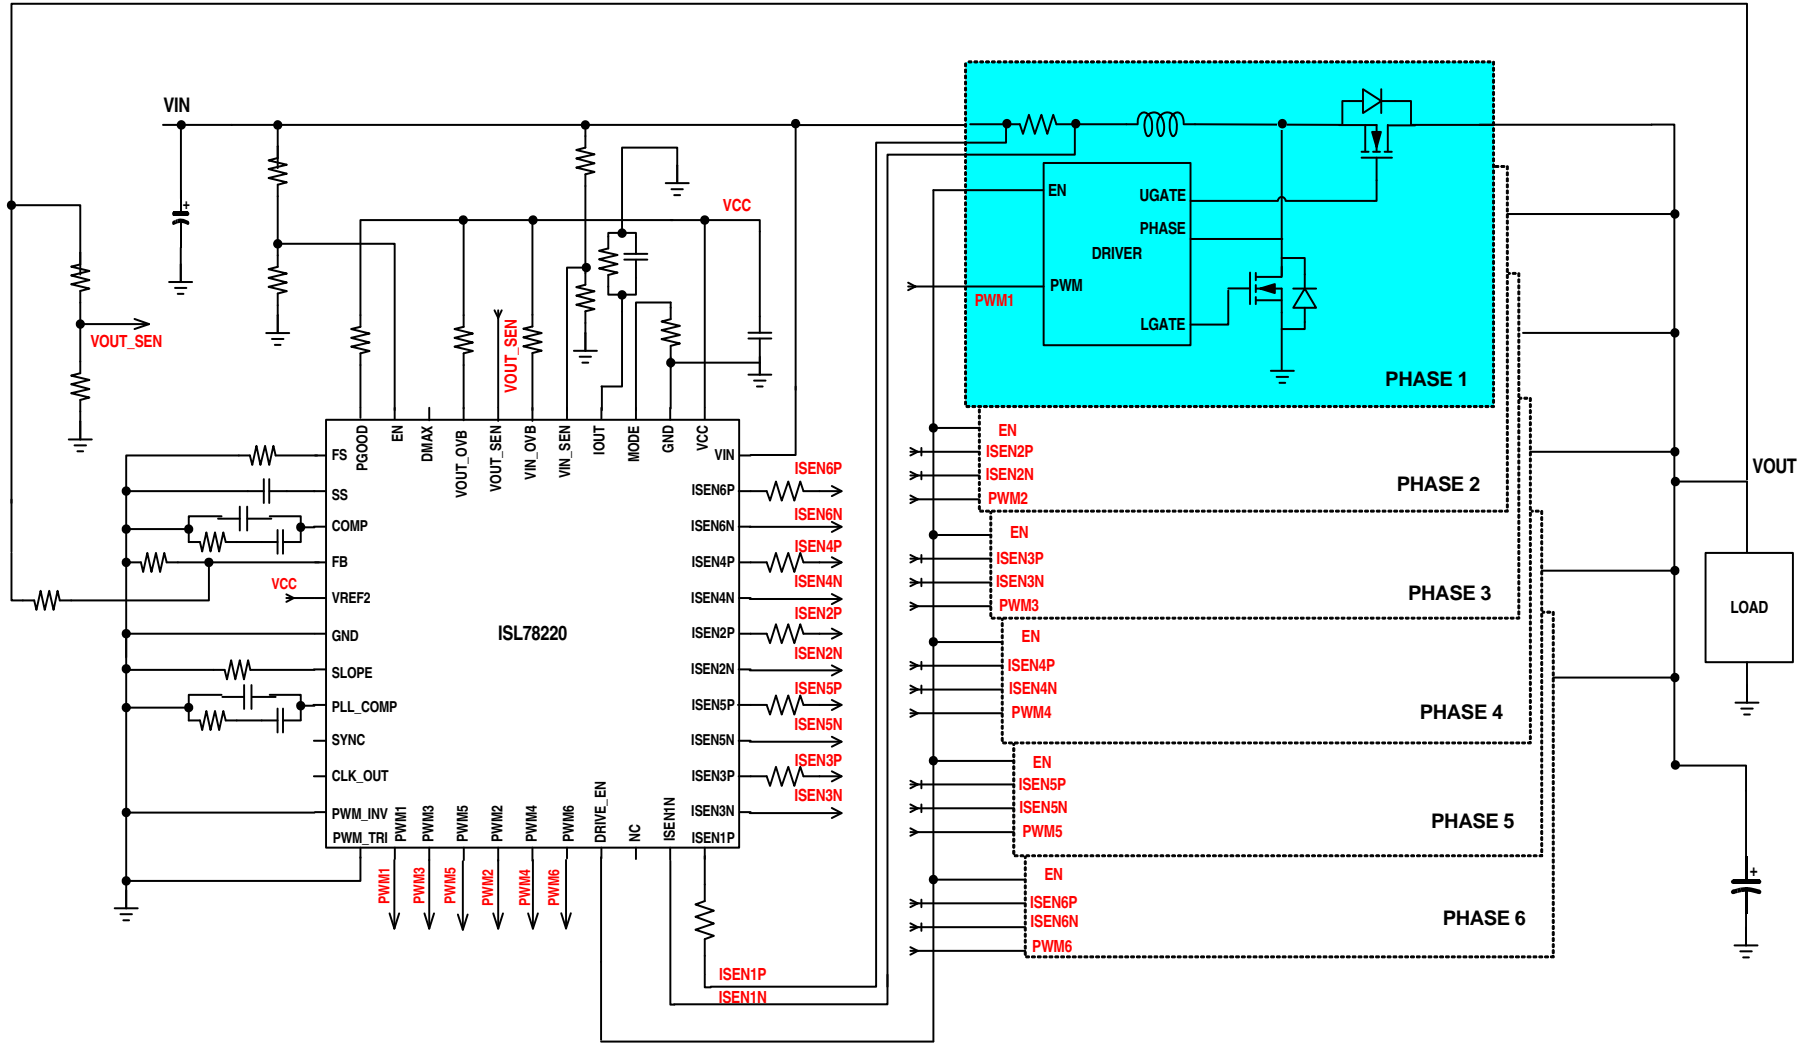 VIN
VCC
VOUT_SEN
VOUT_SEN
PGOOD
EN
DMAX
VOUT_OVB
VOUT_SEN
VIN_OVB
VIN_SEN
IOUT
MODE
GND
VCC
FS
SS
COMP
FB
VCC
VREF2
GND
SLOPE
PLL_COMP
SYNC
CLK_OUT
PWM_INV
PWM_TRI
ISL78220
VIN
ISEN6P
ISEN6N
ISEN4P
ISEN4N
ISEN2P
ISEN2N
ISEN5P
ISEN5N
ISEN3P
ISEN3N
ISEN1P
ISEN6P
ISEN6N
ISEN4P
ISEN4N
ISEN2P
ISEN2N
ISEN5P
ISEN5N
ISEN3P
ISEN3N
PWM1
PWM3
PWM5
PWM2
PWM4
PWM6
DRIVE_EN
NC
ISEN1N
PWM1
PWM3
PWM5
PWM2
PWM4
PWM6
ISEN1P
ISEN1N
EN
UGATE
PHASE
DRIVER
PWM
LGATE
PWM1
PHASE 1
EN
ISEN2P
ISEN2N
PWM2
PHASE 2
EN
ISEN3P
ISEN3N
PWM3
PHASE 3
EN
ISEN4P
ISEN4N
PWM4
PHASE 4
EN
ISEN5P
ISEN5N
PWM5
PHASE 5
EN
ISEN6P
ISEN6N
PWM6
PHASE 6
VOUT
LOAD
+
+